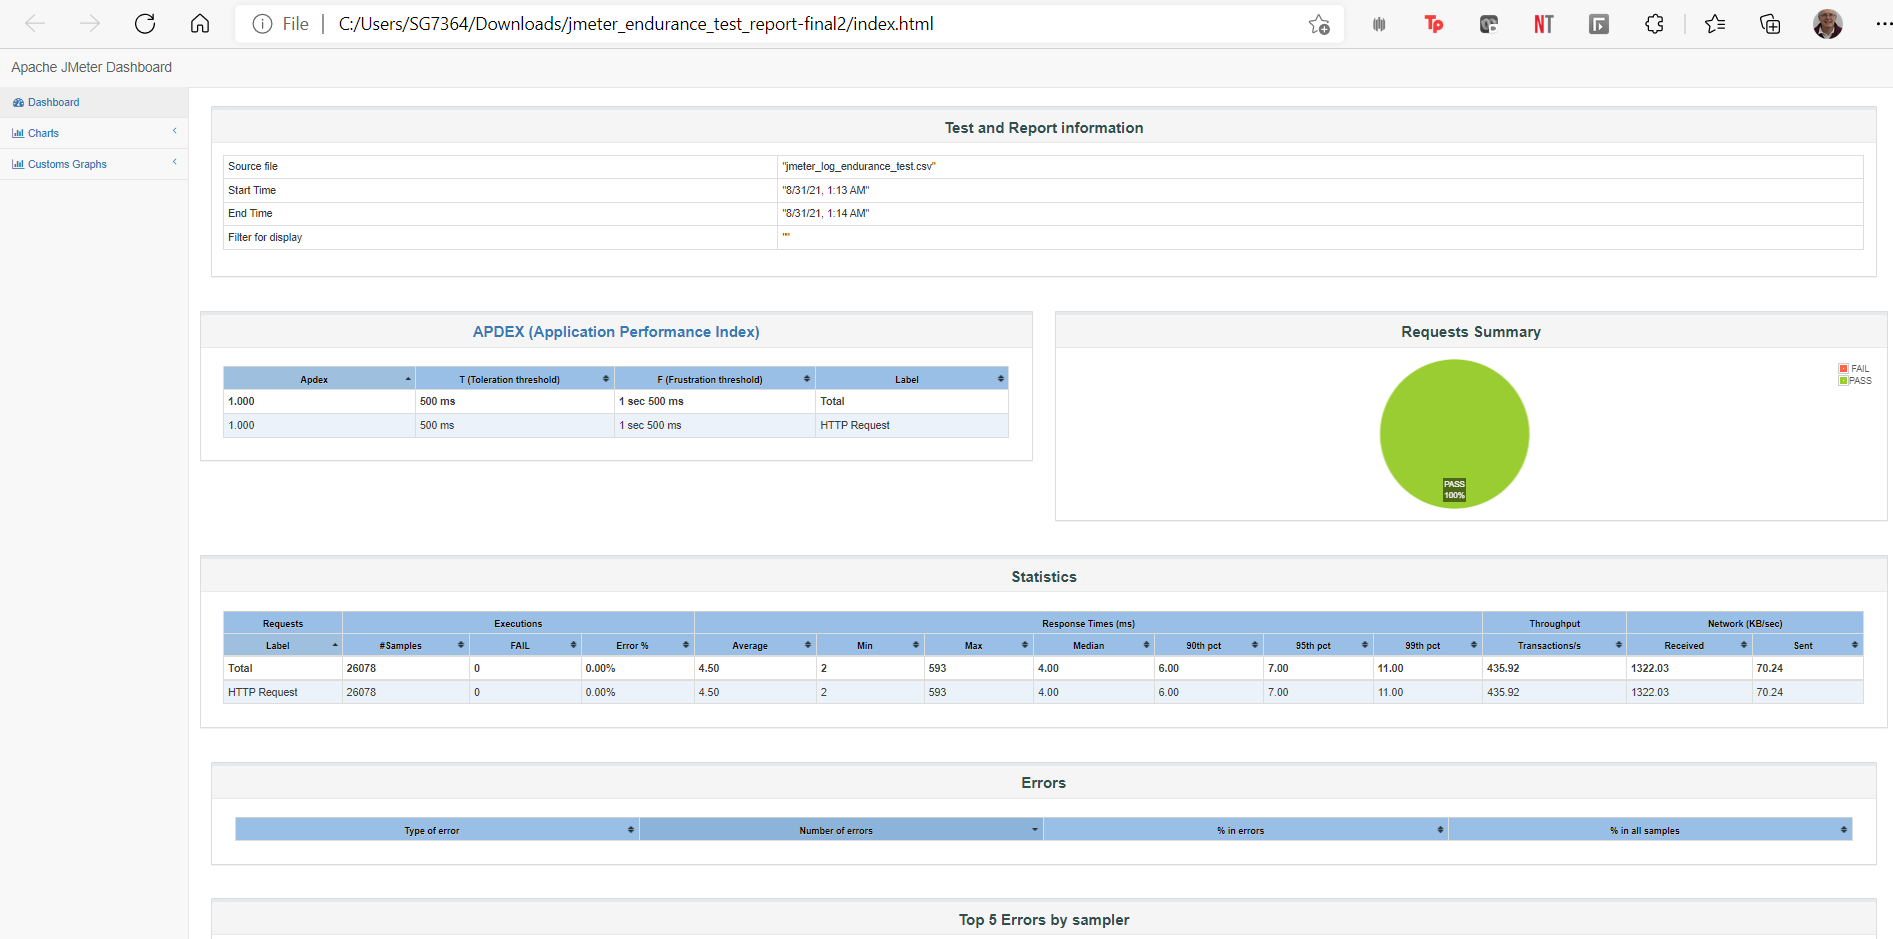 File | C:/Users/SG7364/Downloads/jmeter_endurance_test_report-final2/index.html
Tp
NT
Apache JMeter Dashboard
Dashboard
Charts
Customs Graphs
Test and Report information
Source file "jmeter_log_endurance_test.csv"
Start Time "8/31/21, 1:13 AM"
End Time "8/31/21, 1:14 AM"
Filter for display ""
APDEX (Application Performance Index)
Apdex T (Toleration threshold) F (Frustration threshold) Label
1.000 500 ms 1 sec 500 ms Total
1.000 500 ms 1 sec 500 ms HTTP Request
Requests Summary
FAIL
PASS
PASS
100%
Statistics
Requests Executions Response Times (ms) Throughput Network (KB/sec)
Label #Samples FAIL Error % Average Min Max Median 90th pct 95th pct 99th pct Transactions/s Received Sent
Total 26078 0 0.00% 4.50 2 593 4.00 6.00 7.00 11.00 435.92 1322.03 70.24
HTTP Request 26078 0 0.00% 4.50 2 593 4.00 6.00 7.00 11.00 435.92 1322.03 70.24
Errors
Type of error Number of errors % in errors % in all samples
Top 5 Errors by sampler